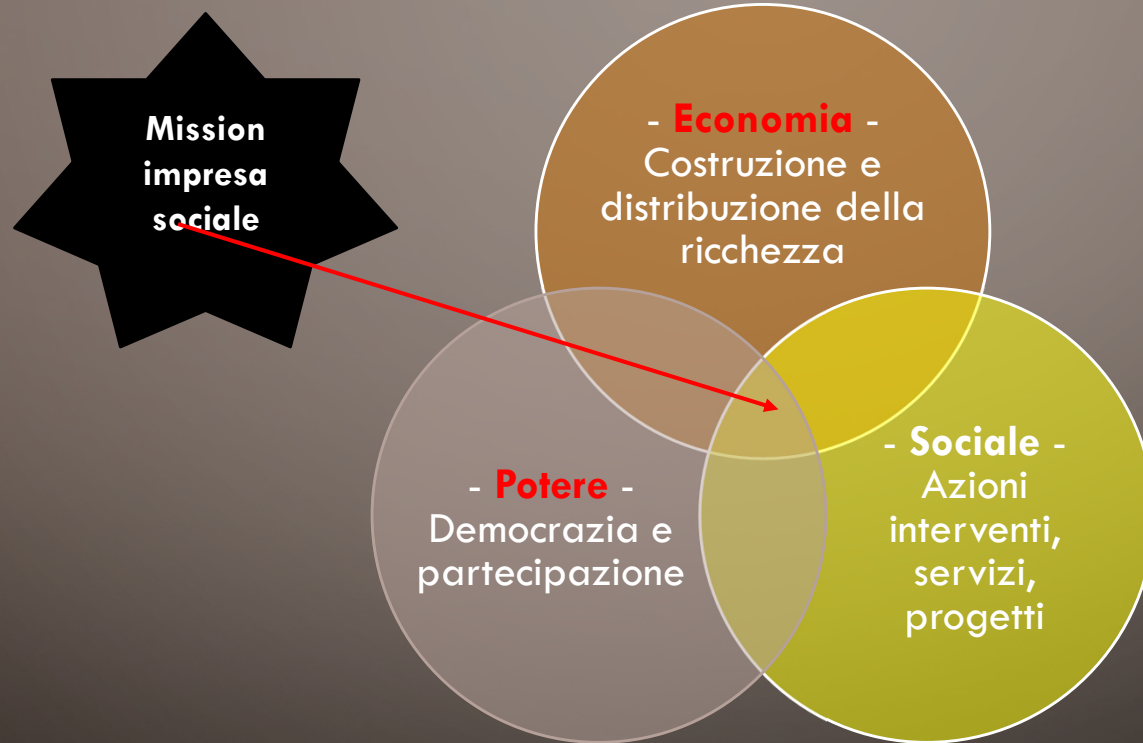 Mission
impresa
sociale
- Economia -
Costruzione e
distribuzione della
ricchezza
- Potere -
Democrazia e
partecipazione
- Sociale -
Azioni
interventi,
servizi,
progetti